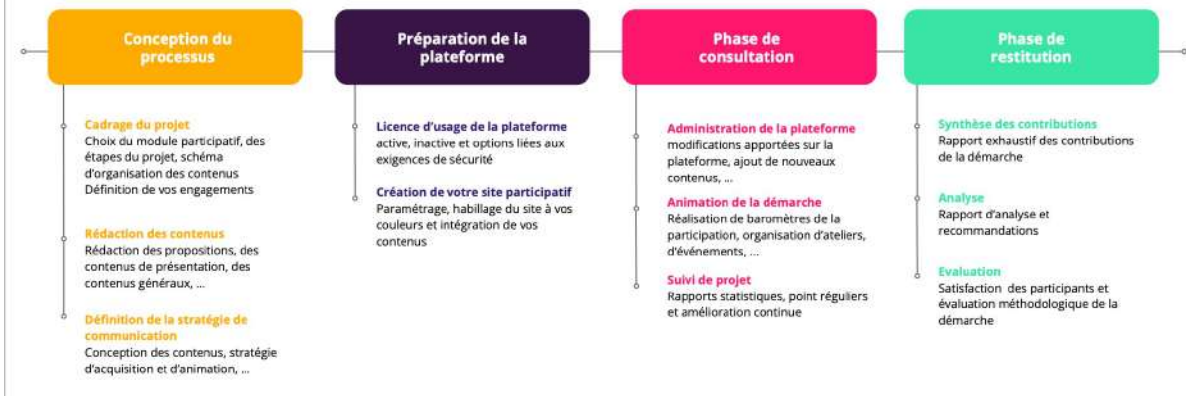 Conception du
processus
Cadrage du projet
Choix du module participatif, des
étapes du projet, schéma
d'organisation des contenus
Définition de vos engagements
Rédaction des contenus
Rédaction des propositions, des
contenus de présentation, des
contenus généraux, ...
Définition de la stratégie de
communication
Conception des contenus, stratégie
d'acquisition et d'animation, ...
Préparation de la
plateforme
Licence d'usage de la plateforme
active, inactive et options liées aux
exigences de sécurité
Création de votre site participatif
Paramétrage, habillage du site à vos
couleurs et intégration de vos
contenus
Phase de
consultation
Administration de la plateforme
modifications apportées sur la
plateforme, ajout de nouveaux
contenus, ...
Animation de la démarche
Réalisation de baromètres de la
participation, organisation d'ateliers,
d'événements, ...
Suivi de projet
Rapports statistiques, point réguliers
et amélioration continue
Phase de
restitution
Synthèse des contributions
Rapport exhaustif des contributions
de la démarche
Analyse
Rapport d'analyse et
recommandations
Evaluation
Satisfaction des participants et
évaluation méthodologique de la
démarche